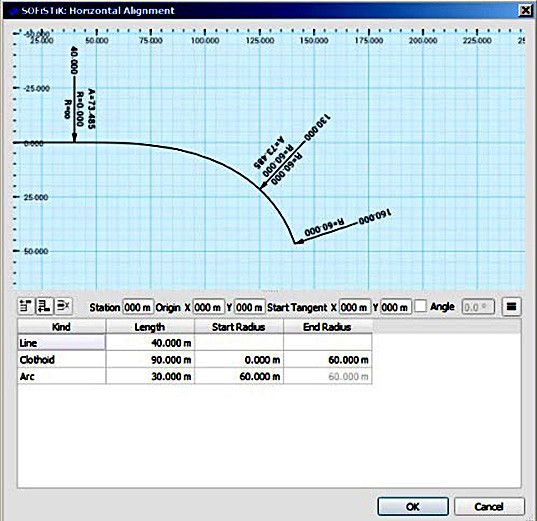 SOFiSTiK: Horizontal Alignment
25.000 50.000 75.000 100.000 125.000 150.000 175.000 200.000 225.000
-25.000
0.000
25.000
50.000
40.000
A=73.485
R=0.000
R=∞
130.000
R=60.000
R=60.000
A=73.485
160.000
R=60.000
Station 000 m Origin X 000 m Y 000 m Start Tangent X 000 m Y 000 m Angle 0.0 °
Kind Length Start Radius End Radius
Line 40.000 m
Clothoid 90.000 m 0.000 m 60.000 m
Arc 30.000 m 60.000 m 60.000 m
OK Cancel